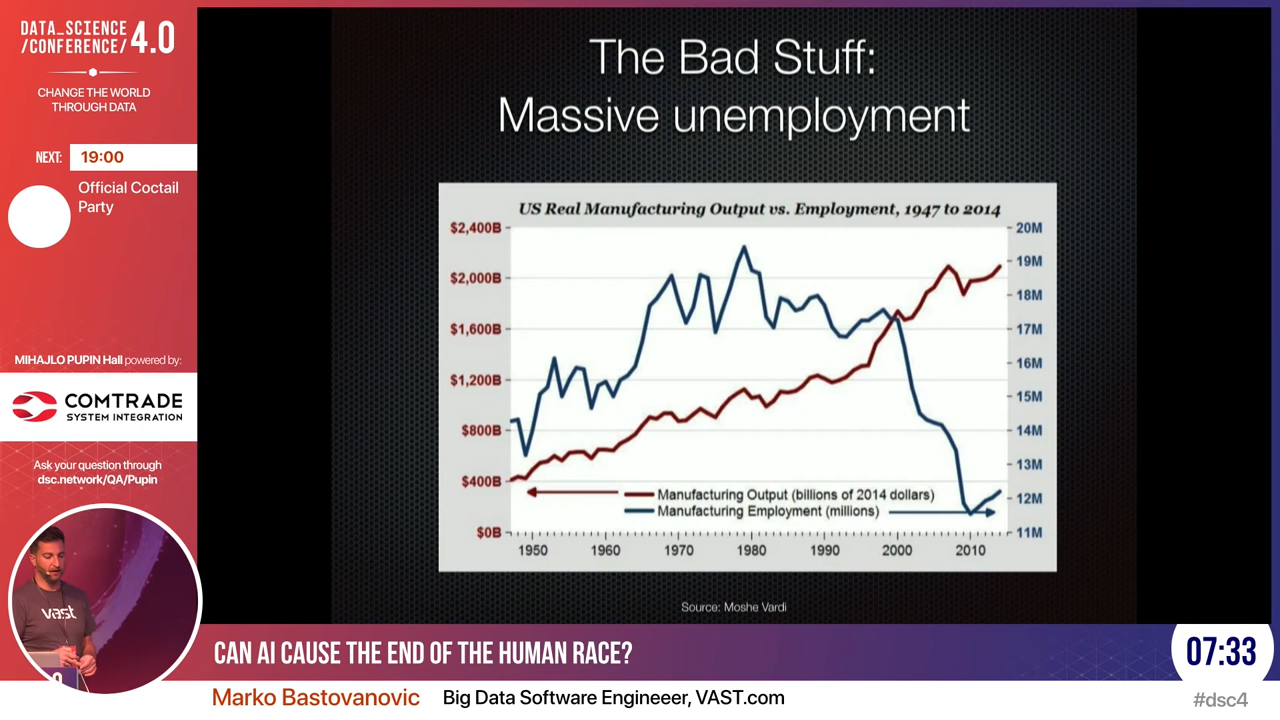 DATA_SCIENCE
/CONFERENCE/ 4.0
CHANGE THE WORLD
THROUGH DATA
NEXT: 19:00
Official Coctail
Party
MIHAJLO PUPIN Hall powered by:
COMTRADE
SYSTEM INTEGRATION
Ask your question through
dsc.network/QA/Pupin
vast
The Bad Stuff:
Massive unemployment
US Real Manufacturing Output vs. Employment, 1947 to 2014
$2,400B
$2,000B
$1,600B
$1,200B
$800B
$400B
$0B
20M
19M
18M
17M
16M
15M
14M
13M
12M
11M
Manufacturing Output (billions of 2014 dollars)
Manufacturing Employment (millions)
1950 1960 1970 1980 1990 2000 2010
Source: Moshe Vardi
CAN AI CAUSE THE END OF THE HUMAN RACE?
07:33
Marko Bastovanovic Big Data Software Engineeer, VAST.com
#dsc4